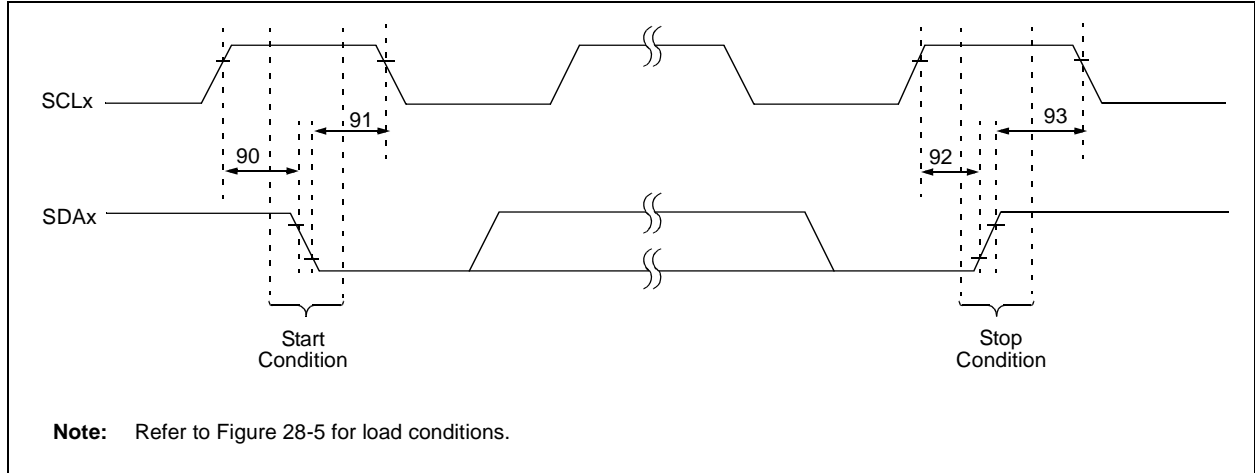 SCLx
91
93
90
92
SDAx
Start
Condition
Stop
Condition
Note: Refer to Figure 28-5 for load conditions.